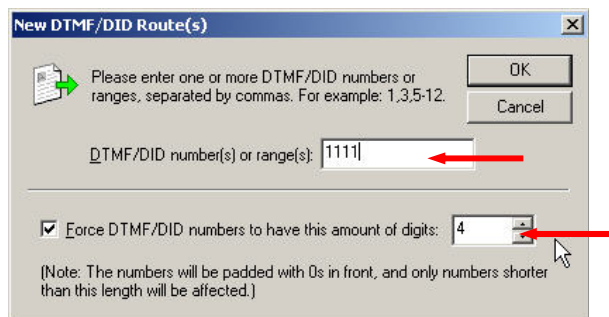 New DTMF/DID Route(s)
Please enter one or more DTMF/DID numbers or
ranges, separated by commas. For example: 1,3,5-12.
OK
Cancel
DTMF/DID number(s) or range(s): 1111
Force DTMF/DID numbers to have this amount of digits: 4
(Note: The numbers will be padded with 0s in front, and only numbers shorter
than this length will be affected.)